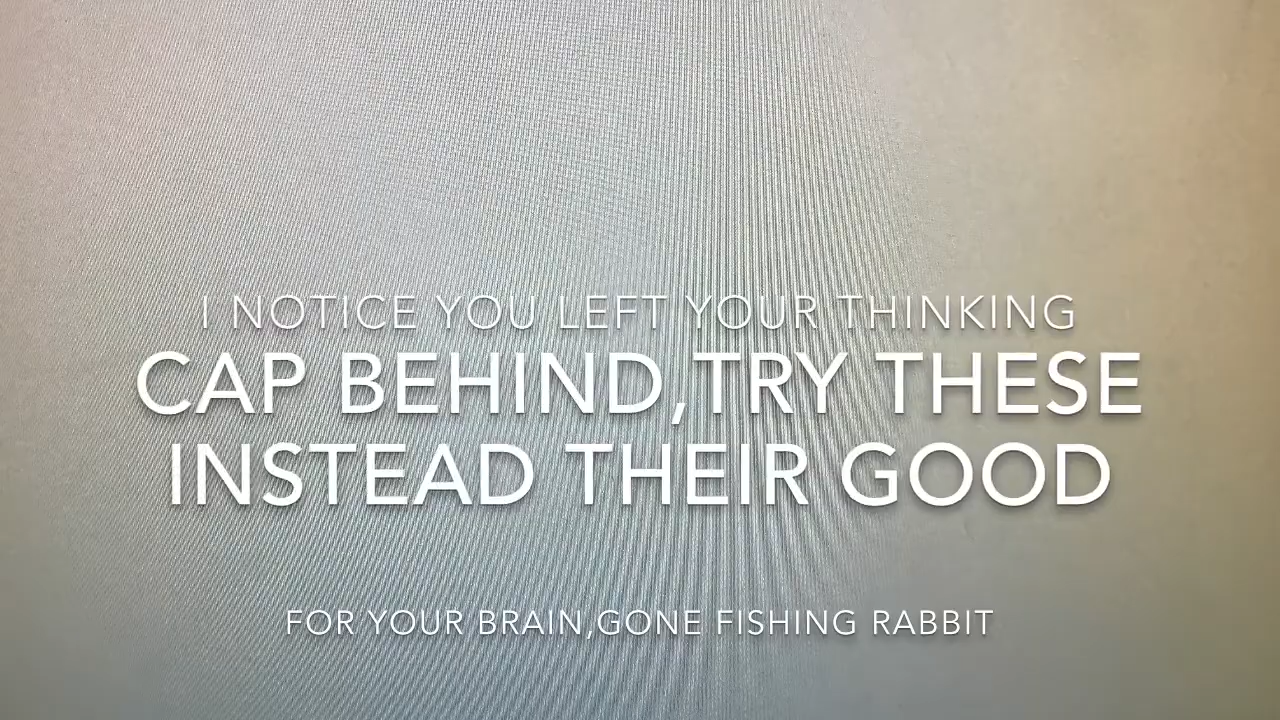 I NOTICE YOU LEFT YOUR THINKING
CAP BEHIND,TRY THESE
INSTEAD THEIR GOOD
FOR YOUR BRAIN,GONE FISHING RABBIT